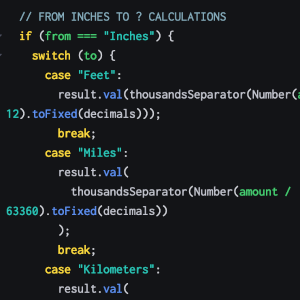 // FROM INCHES TO ? CALCULATIONS
if (from === "Inches") {
switch (to) {
case "Feet":
result.val(thousandsSeparator(Number(
12).toFixed(decimals)));
break;
case "Miles":
result.val(
thousandsSeparator(Number(amount /
63360).toFixed(decimals))
);
break;
case "Kilometers":
result.val(